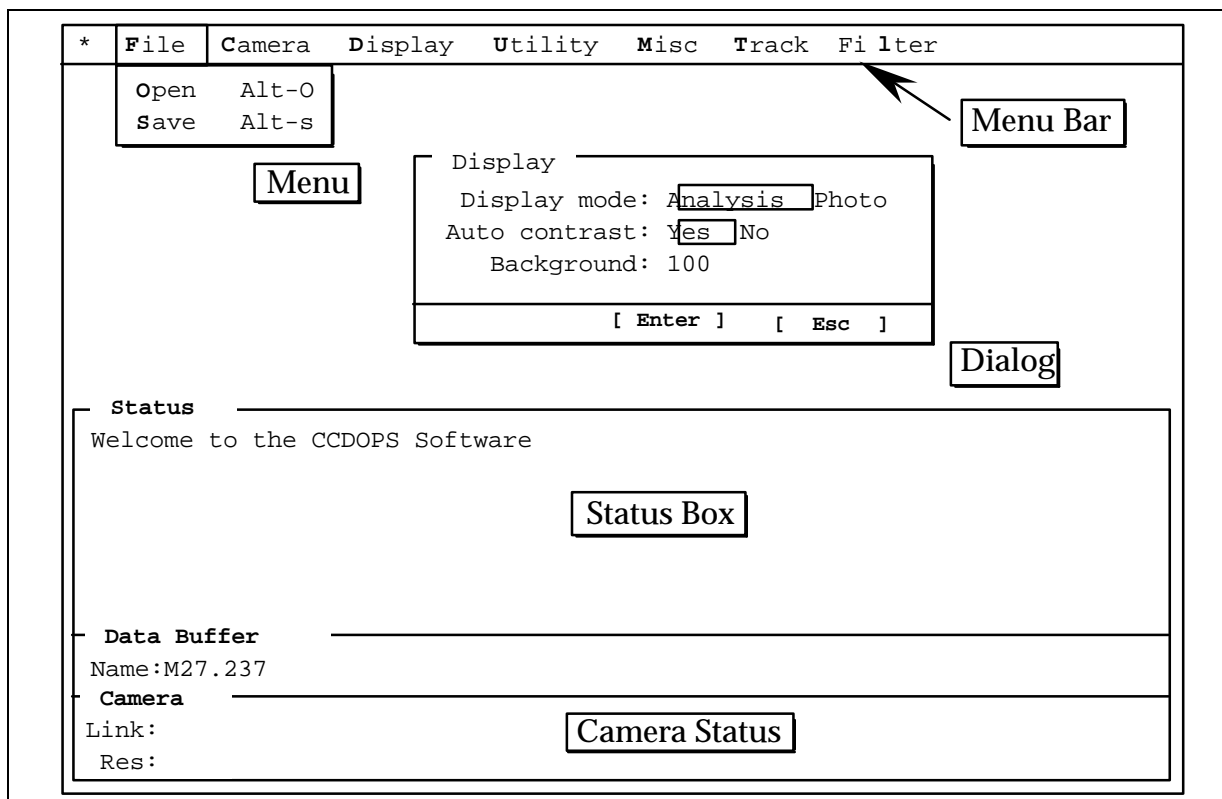 * File Camera Display Utility Misc Track Filter
Open Alt-O
Save Alt-s
Menu Bar
Menu
Display
Display mode: Analysis Photo
Auto contrast: Yes No
Background: 100
[ Enter ] [ Esc ]
Dialog
Status
Welcome to the CCDOPS Software
Status Box
Data Buffer
Name:M27.237
Camera
Link:
Camera Status
Res: